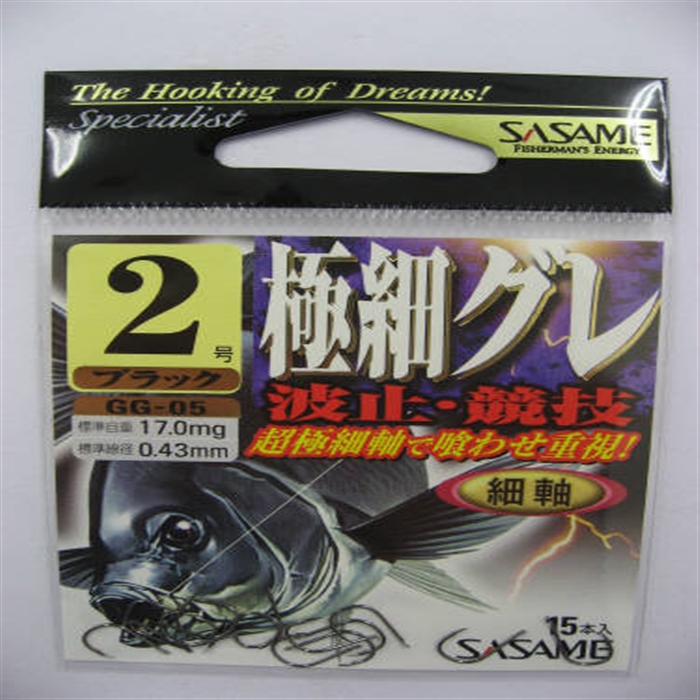 The Hooking of Dreams!
Specialist
SASAME
FISHERMAN'S ENERGY
2号
ブラック
GG-05
標準自重 17.0mg
標準線径 0.43mm
極細グレ
波止・競技
超極細軸で喰わせ重視!
細軸
15本入
SASAME